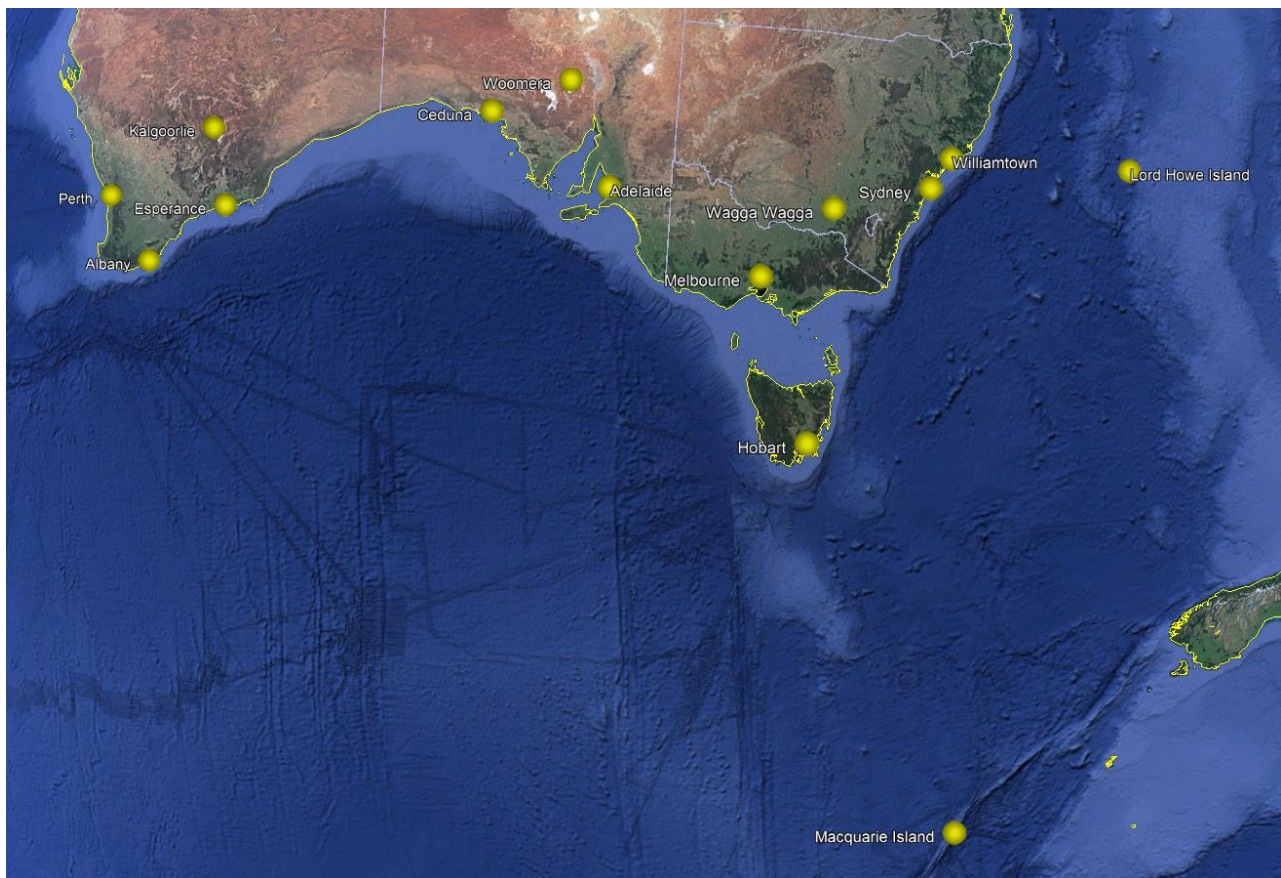 Woomera
Ceduna
Kalgoorlie
Williamtown
Lord Howe Island
Perth
Esperance
Adelaide
Sydney
Wagga Wagga
Albany
Melbourne
Hobart
Macquarie Island